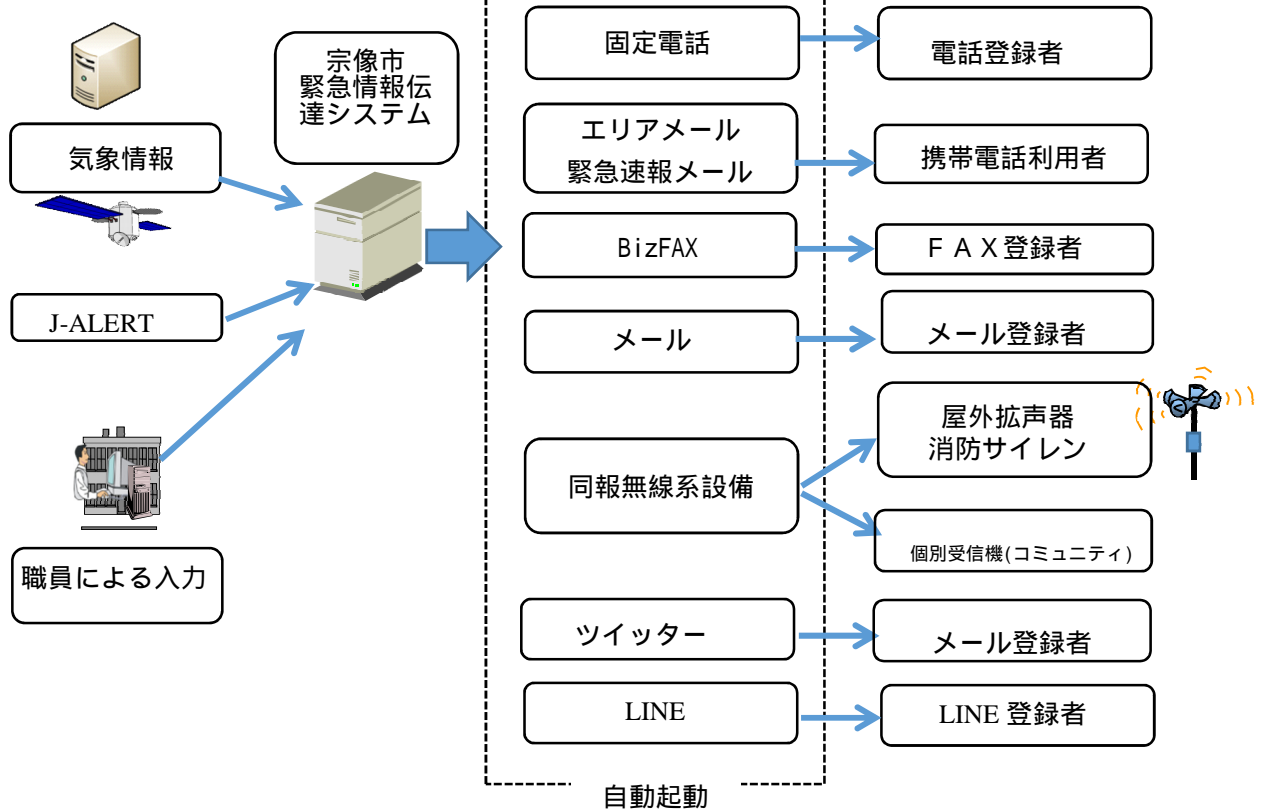 気象情報
J-ALERT
職員による入力
宗像市
緊急情報伝
達システム
固定電話
電話登録者
エリアメール
緊急速報メール
携帯電話利用者
BizFAX
ＦＡＸ登録者
メール
メール登録者
同報無線系設備
屋外拡声器
消防サイレン
個別受信機(コミュニティ)
ツイッター
メール登録者
LINE
LINE 登録者
自動起動